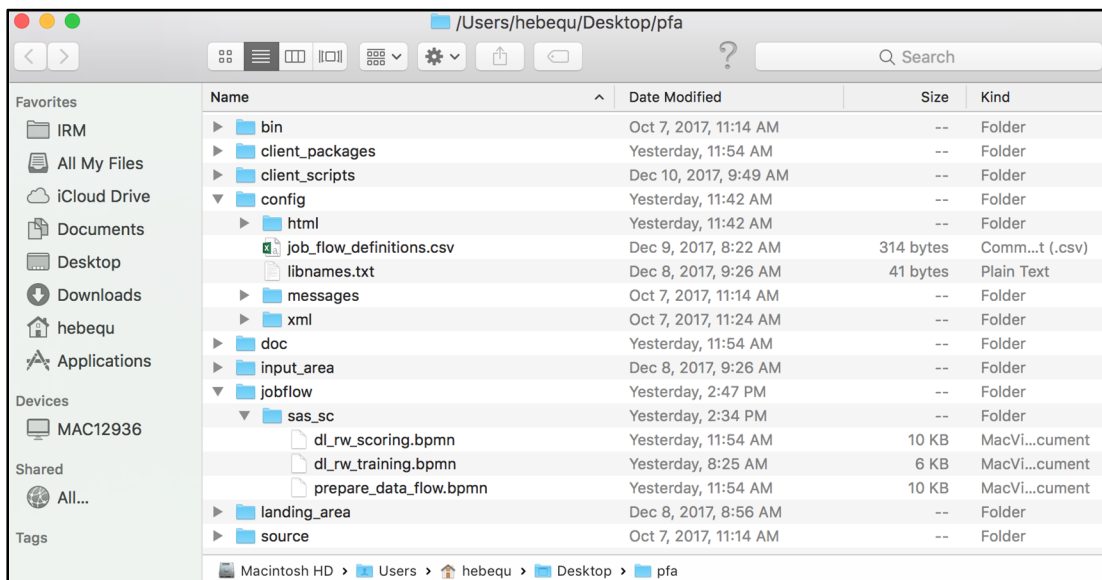 /Users/hebequ/Desktop/pfa
Search
Favorites
IRM
All My Files
iCloud Drive
Documents
Desktop
Downloads
hebequ
Applications
Devices
MAC12936
Shared
All...
Tags
Name Date Modified Size Kind
bin Oct 7, 2017, 11:14 AM -- Folder
client_packages Yesterday, 11:54 AM -- Folder
client_scripts Dec 10, 2017, 9:49 AM -- Folder
config Yesterday, 11:42 AM -- Folder
html Yesterday, 11:42 AM -- Folder
job_flow_definitions.csv Dec 9, 2017, 8:22 AM 314 bytes Comm...t (.csv)
libnames.txt Dec 8, 2017, 9:26 AM 41 bytes Plain Text
messages Oct 7, 2017, 11:14 AM -- Folder
xml Oct 7, 2017, 11:24 AM -- Folder
doc Yesterday, 11:54 AM -- Folder
input_area Dec 8, 2017, 9:26 AM -- Folder
jobflow Yesterday, 2:47 PM -- Folder
sas_sc Yesterday, 2:34 PM -- Folder
dl_rw_scoring.bpmn Yesterday, 11:54 AM 10 KB MacVi...cument
dl_rw_training.bpmn Yesterday, 8:25 AM 6 KB MacVi...cument
prepare_data_flow.bpmn Yesterday, 11:54 AM 10 KB MacVi...cument
landing_area Dec 8, 2017, 8:56 AM -- Folder
source Oct 7, 2017, 11:14 AM -- Folder
Macintosh HD › Users › hebequ › Desktop › pfa